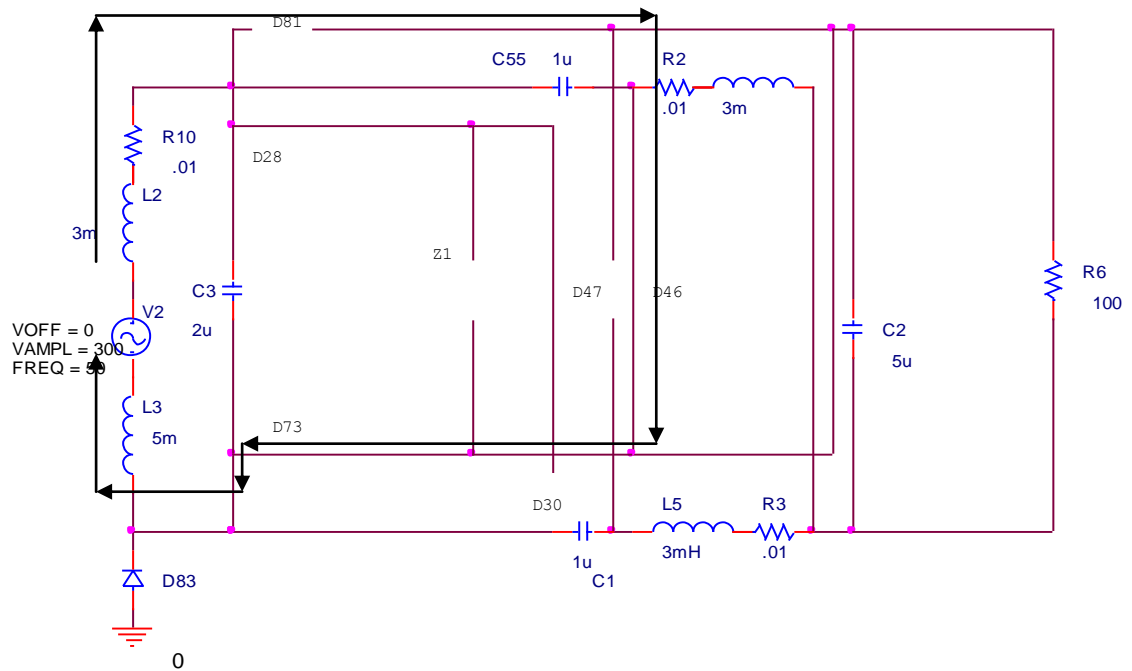 D81
C55
1u
R2
.01
3m
R10
.01
D28
L2
3m
Z1
C3
2u
V2
D47
D46
R6
100
VOFF = 0
VAMPL = 300
FREQ = 50
C2
5u
L3
5m
D73
D30
L5
3mH
R3
.01
1u
C1
D83
0